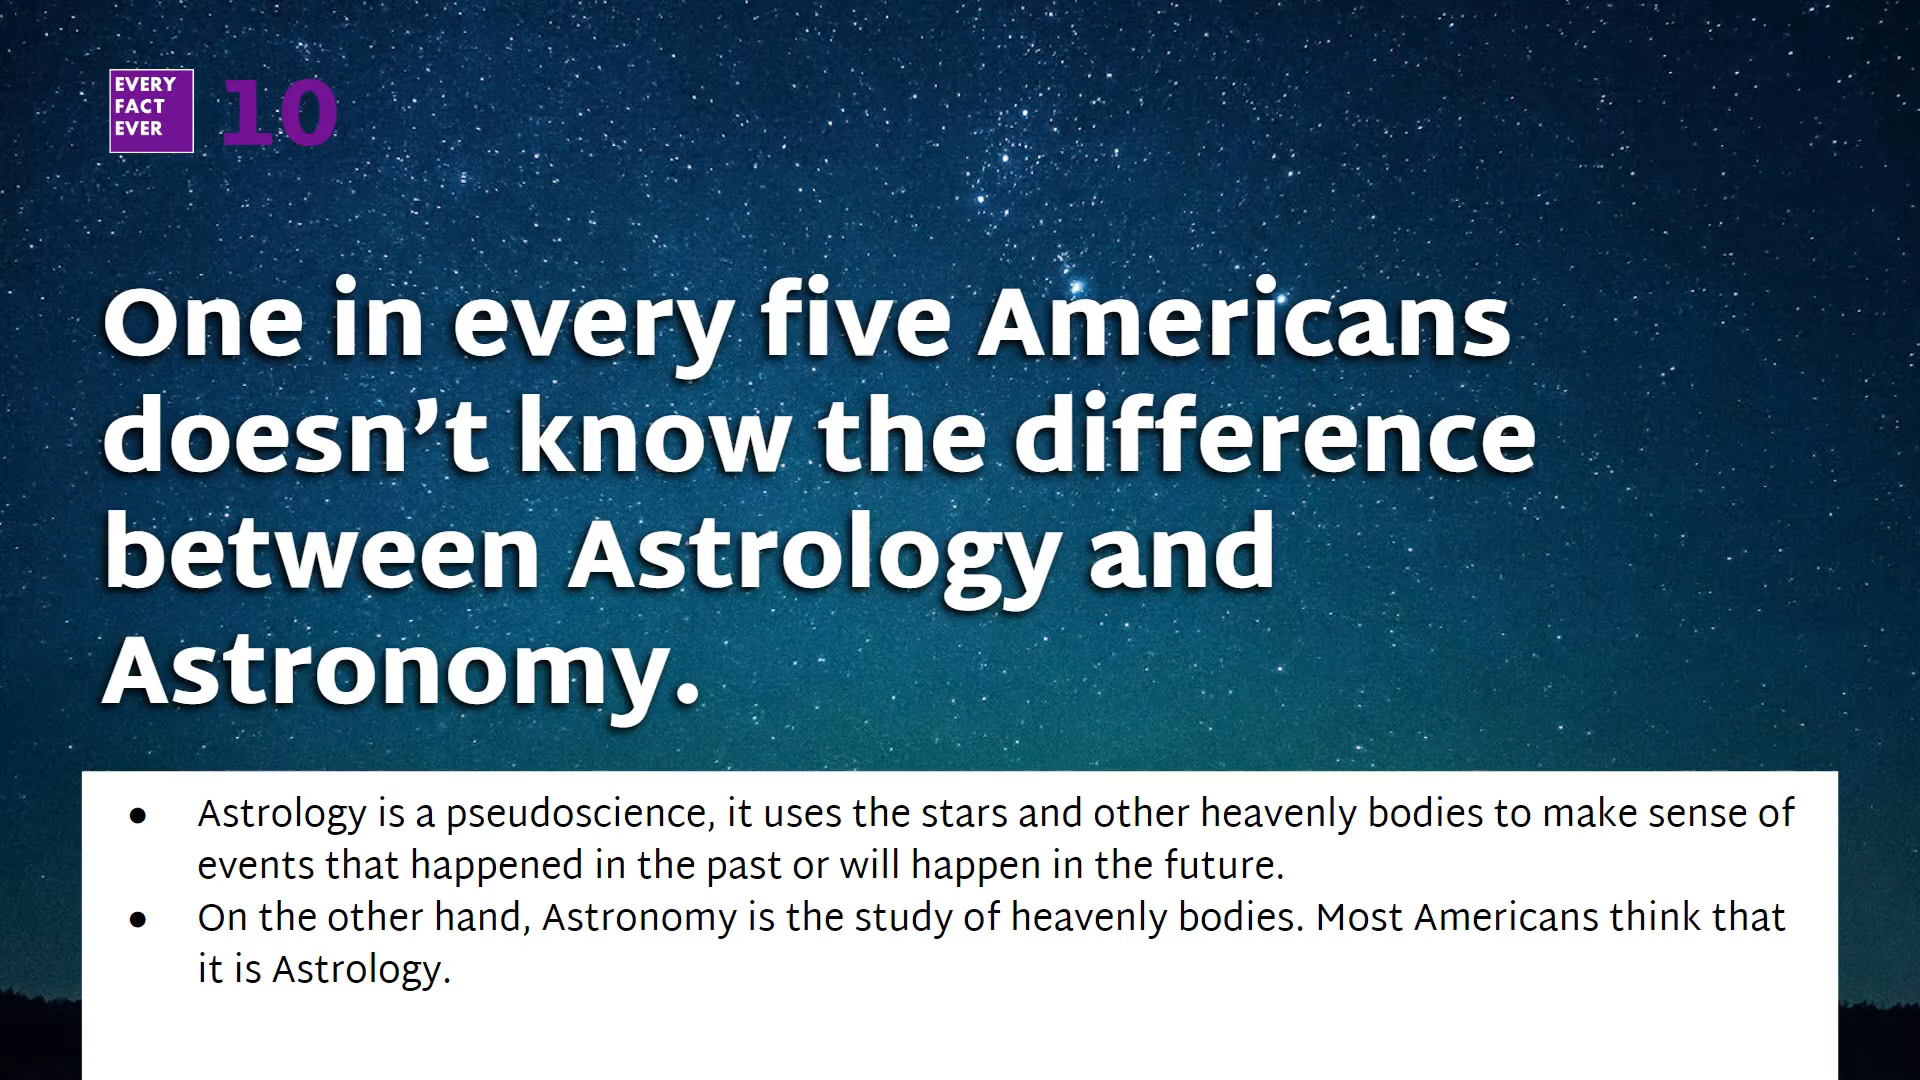 EVERY
FACT
EVER
10
One in every five Americans
doesn’t know the difference
between Astrology and
Astronomy.
● Astrology is a pseudoscience, it uses the stars and other heavenly bodies to make sense of
events that happened in the past or will happen in the future.
● On the other hand, Astronomy is the study of heavenly bodies. Most Americans think that
it is Astrology.